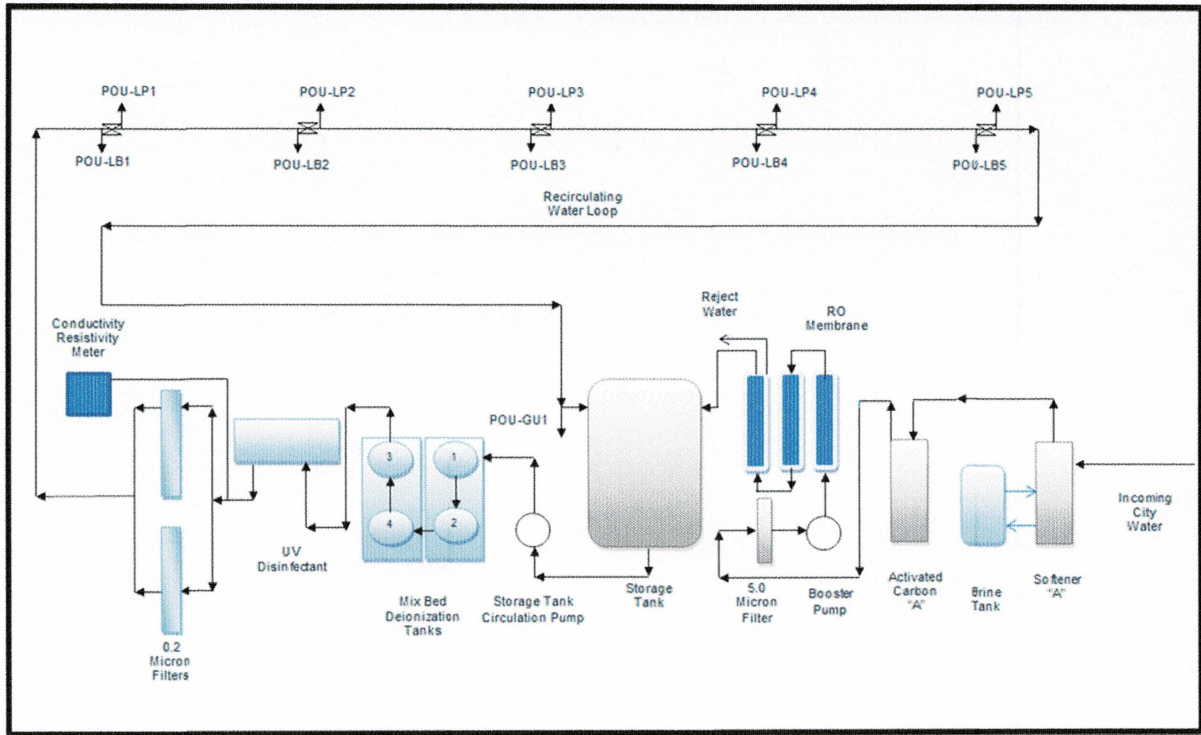 POU-LP1
POU-LP2
POU-LP3
POU-LP4
POU-LP5
POU-LB1
POU-LB2
POU-LB3
POU-LB4
POU-LB5
Recirculating
Water Loop
Conductivity
Resistivity
Meter
Reject
Water
RO
Membrane
POU-GU1
3
1
4
2
Incoming
City
Water
UV
Disinfectant
Mix Bed
Deionization
Tanks
Storage Tank
Circulation Pump
Storage
Tank
5.0
Micron
Filter
Booster
Pump
Activated
Carbon
"A"
Brine
Tank
Softener
"A"
0.2
Micron
Filters